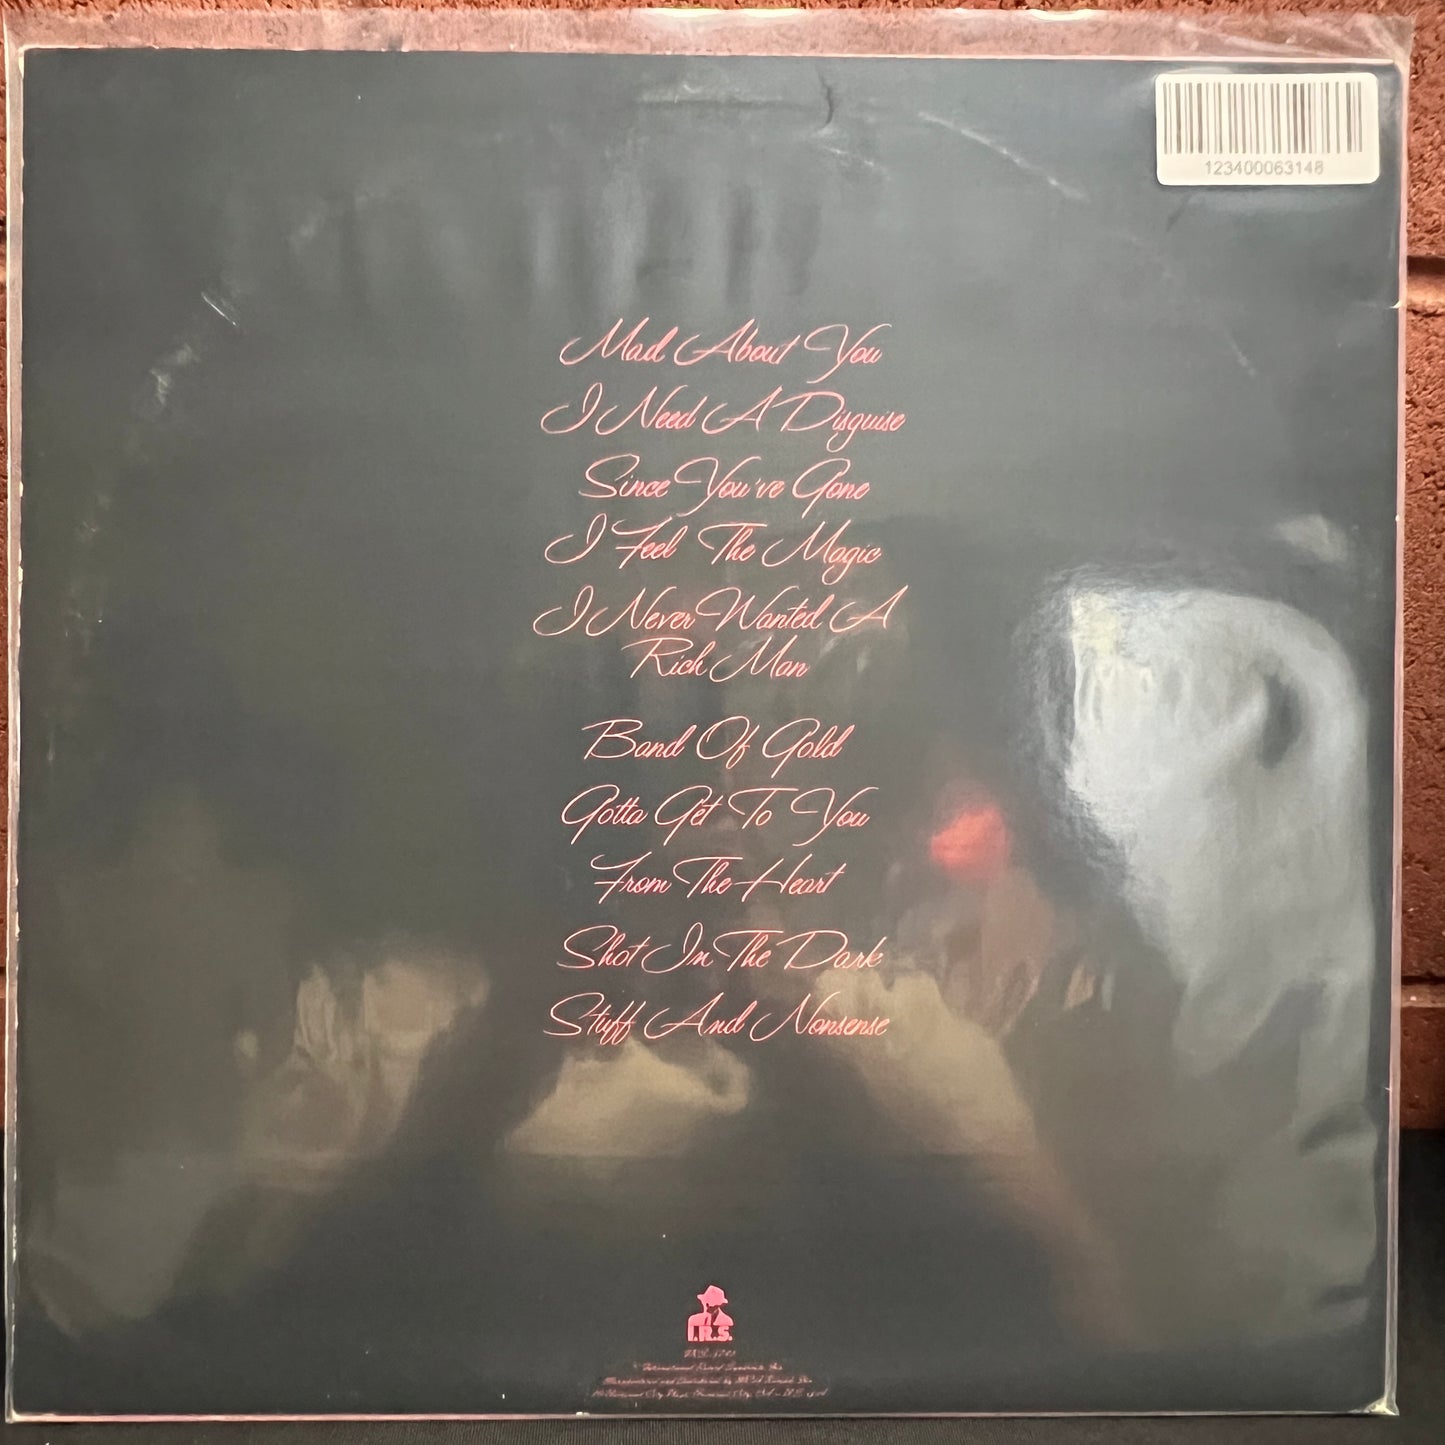 123400063148
Mad About You
I Need A Disguise
Since You've Gone
I Feel The Magic
I Never Wanted A
Rich Man
Band Of Gold
Gotta Get To You
From The Heart
Shot In The Dark
Stuff And Nonsense
I.R.S.